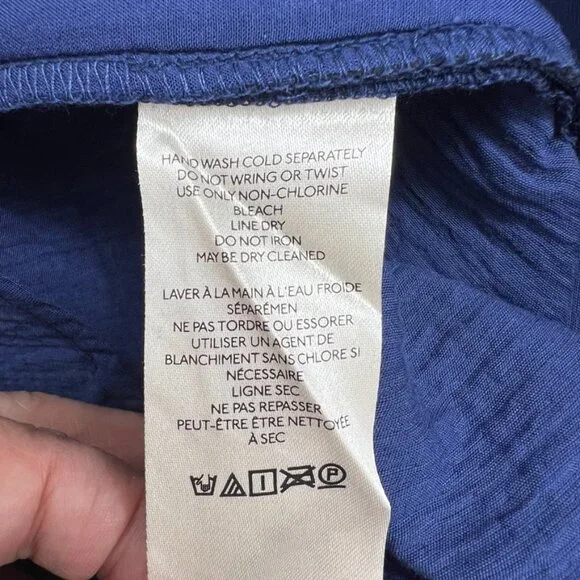 HAND WASH COLD SEPARATELY
DO NOT WRING OR TWIST
USE ONLY NON-CHLORINE
BLEACH
LINE DRY
DO NOT IRON
MAY BE DRY CLEANED
LAVER À LA MAIN À L'EAU FROIDE
SÉPARÉMEN
NE PAS TORDRE OU ESSORER
UTILISER UN AGENT DE
BLANCHIMENT SANS CHLORE SI
NÉCESSAIRE
LIGNE SEC
NE PAS REPASSER
PEUT-ÊTRE ÊTRE NETTOYÉE
À SEC
P